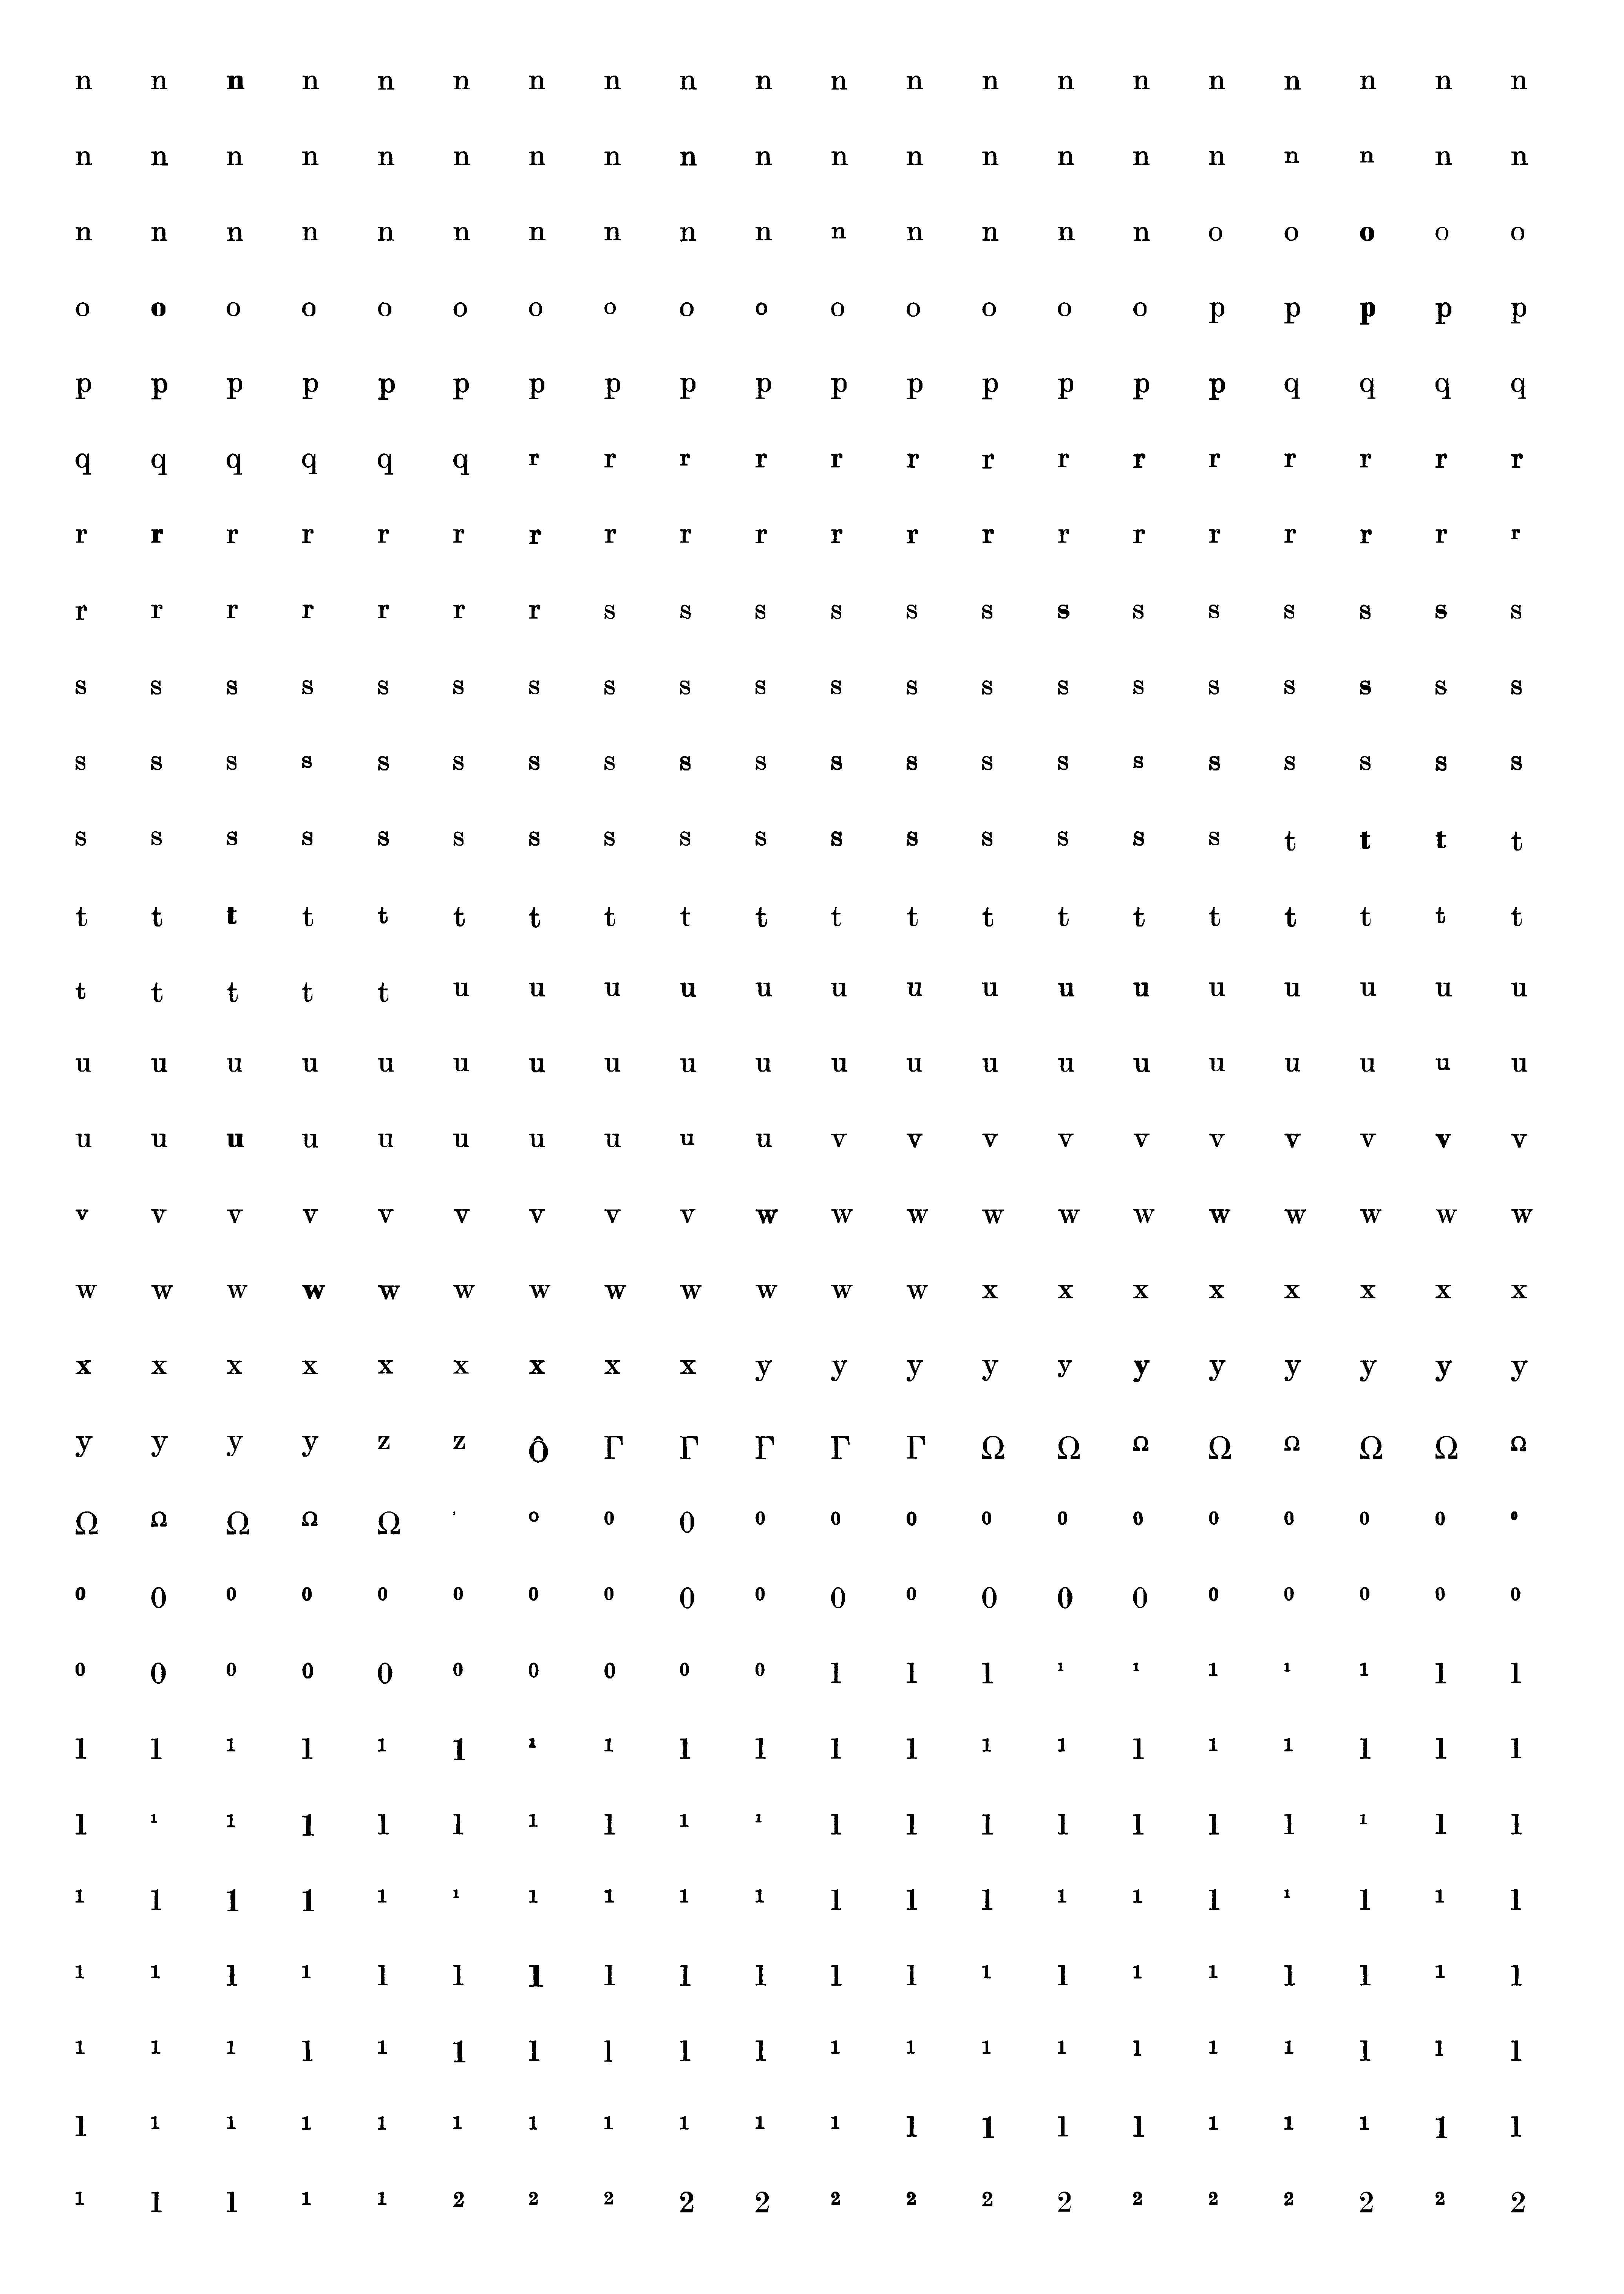 n n n n n n n n n n n n n n n n n n n n
n n n n n n n n n n n n n n n n n n n n
n n n n n n n n n n n n n n n o o o o o
o o o o o o o o o o o o o o o p p p p p
p p p p p p p p p p p p p p p p q q q q
q q q q q q r r r r r r r r r r r r r r
r r r r r r r r r r r r r r r r r r r r
r r r r r r r s s s s s s s s s s s s s
s s s s s s s s s s s s s s s s s s s s
s s s s s s s s s s s s s s s s s s s s
s s s s s s s s s s s s s s s s t t t t
t t t t t t t t t t t t t t t t t t t t
t t t t t u u u u u u u u u u u u u u u
u u u u u u u u u u u u u u u u u u u u
u u u u u u u u u u v v v v v v v v v v
v v v v v v v v v w w w w w w w w w w w
w w w w w w w w w w w w x x x x x x x x
x x x x x x x x x y y y y y y y y y y y
y y y y z z Ô Γ Γ Γ Γ Γ Ω Ω Ω Ω Ω Ω Ω Ω
Ω Ω Ω Ω Ω ' o 0 0 0 0 0 0 0 0 0 0 0 0 0
0 0 0 0 0 0 0 0 0 0 0 0 0 0 0 0 0 0 0 0
0 0 0 0 0 0 0 0 0 0 1 1 1 1 1 1 1 1 1 1
1 1 1 1 1 1 1 1 1 1 1 1 1 1 1 1 1 1 1 1
1 1 1 1 1 1 1 1 1 1 1 1 1 1 1 1 1 1 1 1
1 1 1 1 1 1 1 1 1 1 1 1 1 1 1 1 1 1 1 1
1 1 1 1 1 1 1 1 1 1 1 1 1 1 1 1 1 1 1 1
1 1 1 1 1 1 1 1 1 1 1 1 1 1 1 1 1 1 1 1
1 1 1 1 1 1 1 1 1 1 1 1 1 1 1 1 1 1 1 1
1 1 1 1 1 2 2 2 2 2 2 2 2 2 2 2 2 2 2 2